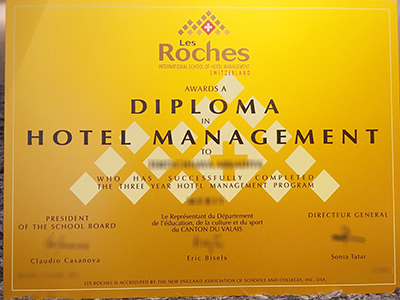 Les
Roches
INTERNATIONAL SCHOOL OF HOTEL MANAGEMENT
SWITZERLAND
AWARDS A
DIPLOMA
IN
HOTEL MANAGEMENT
TO
WHO HAS SUCCESSFULLY COMPLETED
THE THREE YEAR HOTEL MANAGEMENT PROGRAM
PRESIDENT
OF THE SCHOOL BOARD
Claudio Casanova
Le Représentant du Département
de l'éducation, de la culture et du sport
du CANTON DU VALAIS
Eric Biselx
DIRECTEUR GENERAL
Sonia Tatar
LES ROCHES IS ACCREDITED BY THE NEW ENGLAND ASSOCIATION OF SCHOOLS AND COLLEGES, INC. USA.